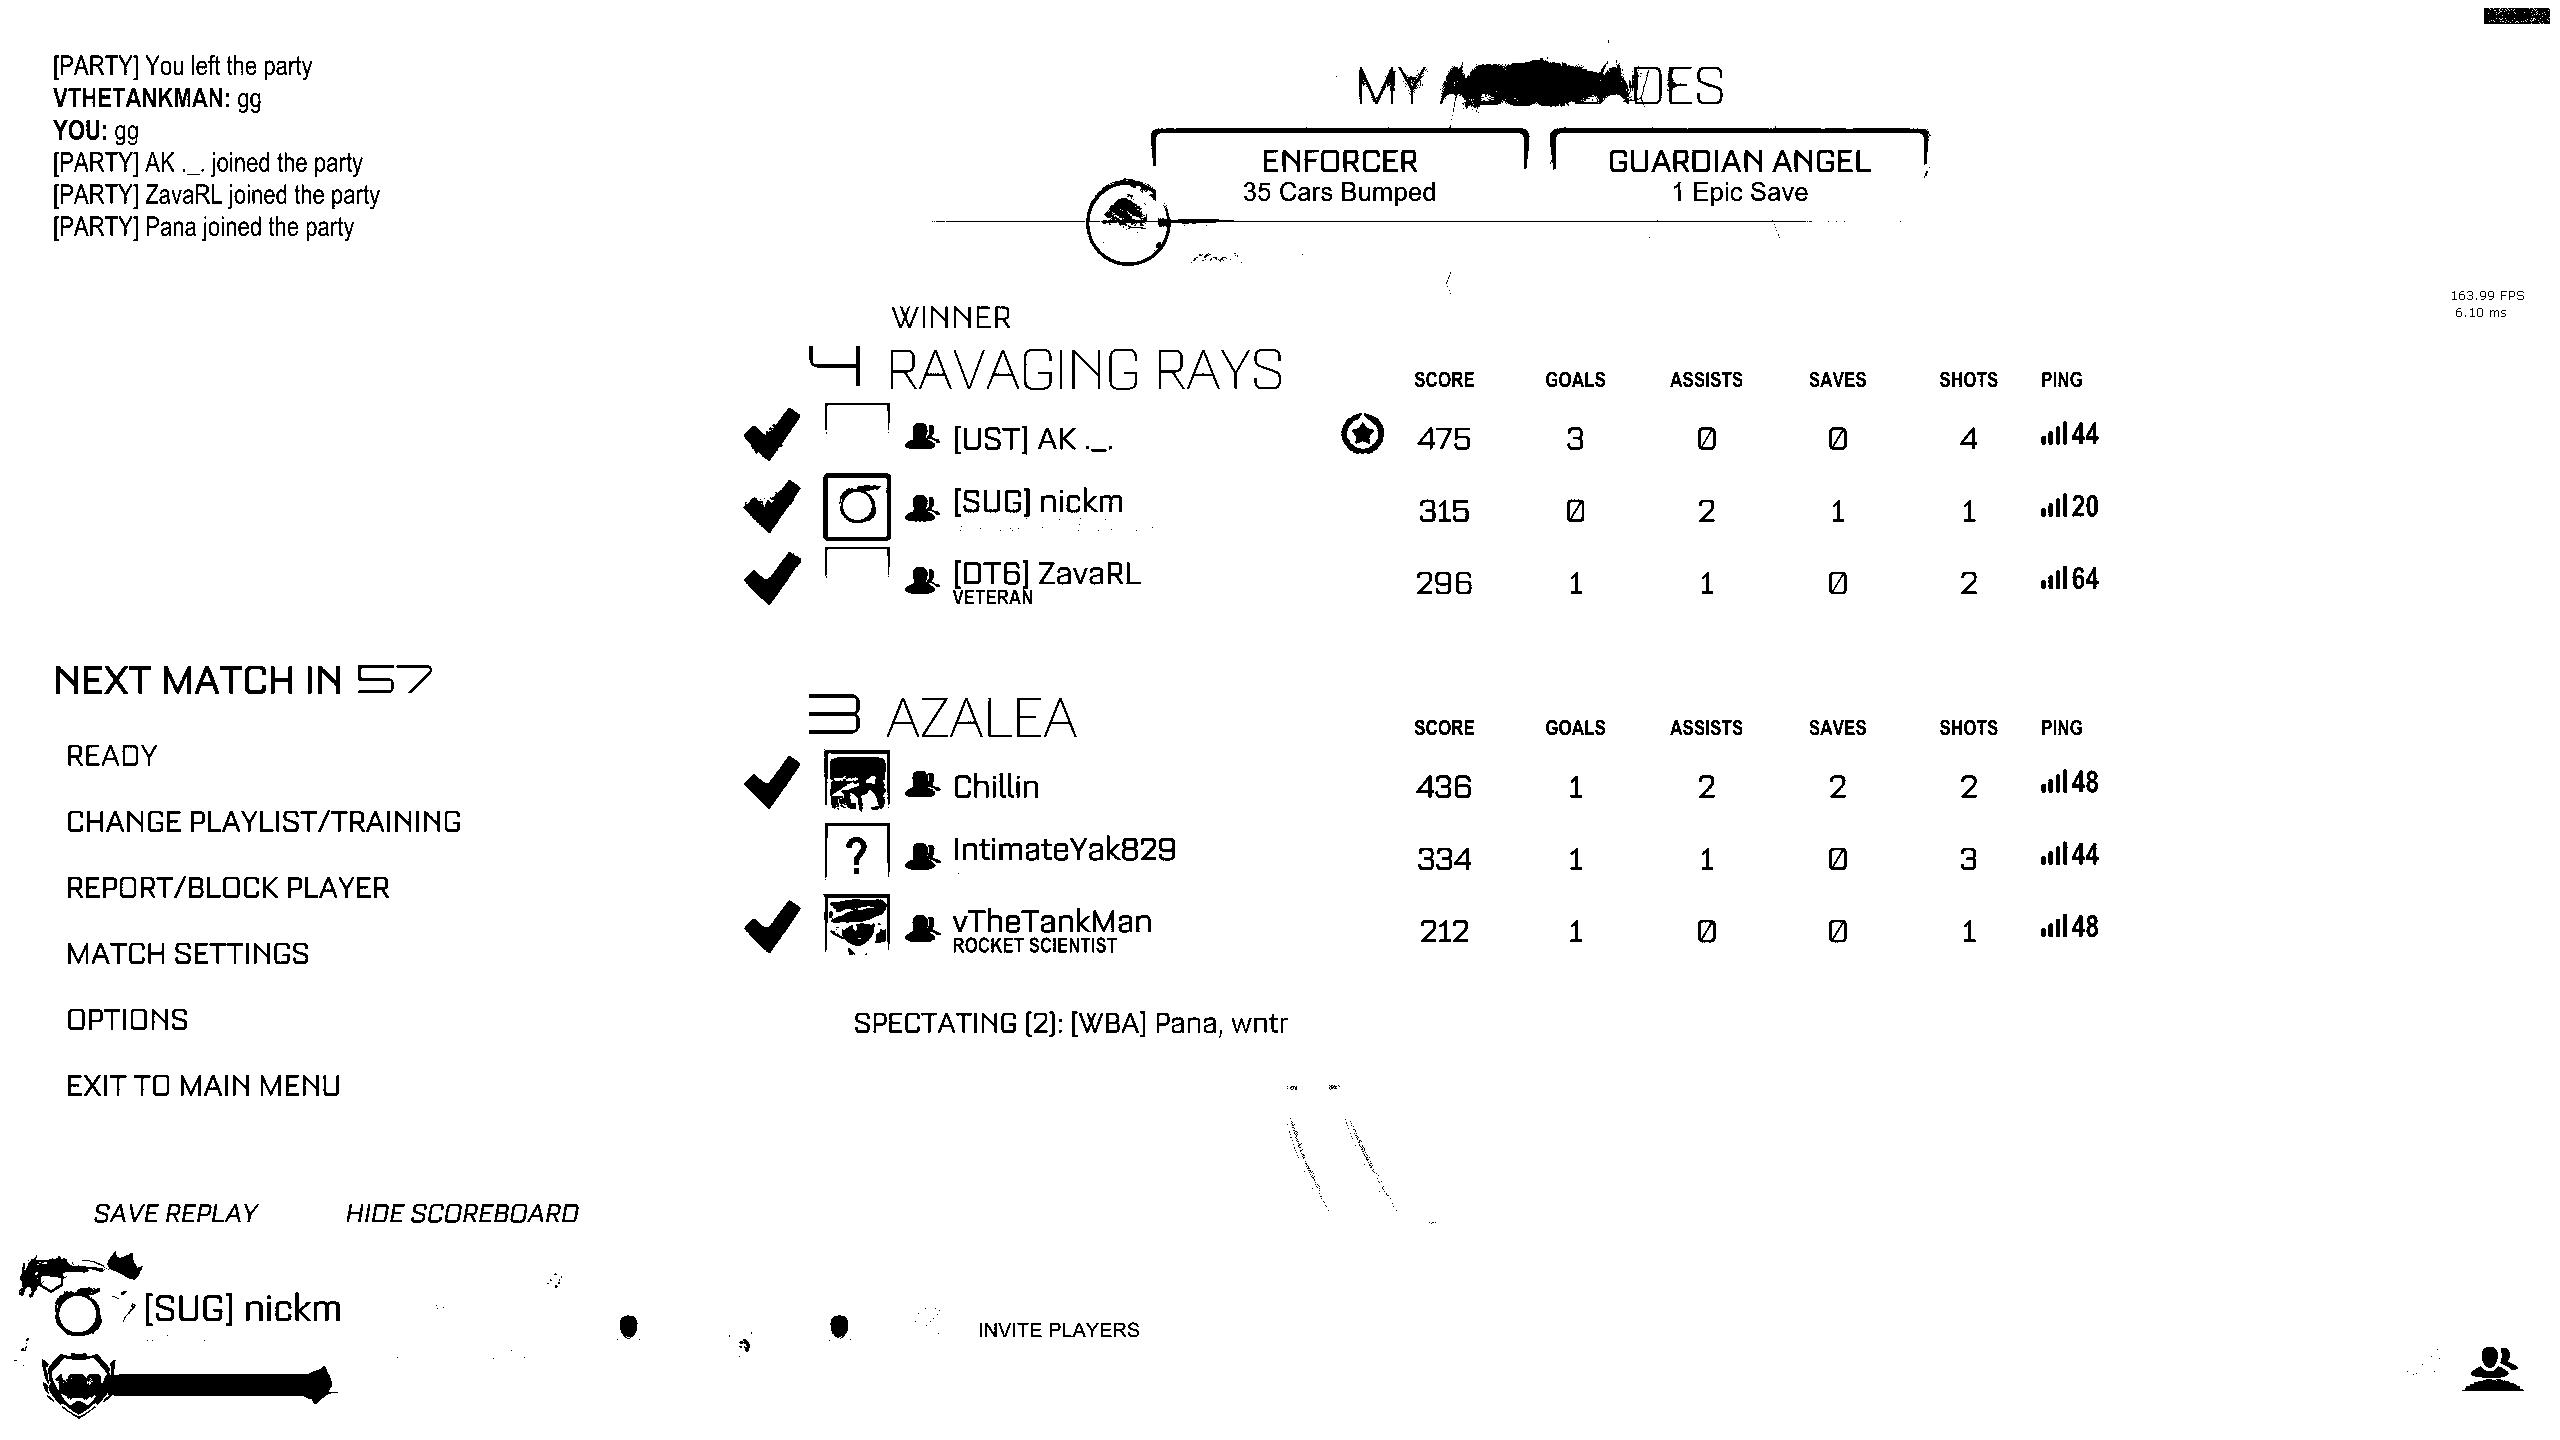 [PARTY] You left the party
VTHETANKMAN: gg
YOU: gg
[PARTY] AK ._. joined the party
[PARTY] ZavaRL joined the party
[PARTY] Pana joined the party
MY
ENFORCER
35 Cars Bumped
GUARDIAN ANGEL
1 Epic Save
163.99 FPS
6.10 ms
WINNER
4 RAVAGING RAYS SCORE GOALS ASSISTS SAVES SHOTS PING
[UST] AK ._. 475 3 0 0 4 44
[SUG] nickm 315 0 2 1 1 20
[DT6] ZavaRL 296 1 1 0 2 64
VETERAN
3 AZALEA SCORE GOALS ASSISTS SAVES SHOTS PING
Chillin 436 1 2 2 2 48
? IntimateYak829 334 1 1 0 3 44
vTheTankMan 212 1 0 0 1 48
ROCKET SCIENTIST
SPECTATING (2): [WBA] Pana, wntr
NEXT MATCH IN 57
READY
CHANGE PLAYLIST/TRAINING
REPORT/BLOCK PLAYER
MATCH SETTINGS
OPTIONS
EXIT TO MAIN MENU
SAVE REPLAY HIDE SCOREBOARD
[SUG] nickm
INVITE PLAYERS